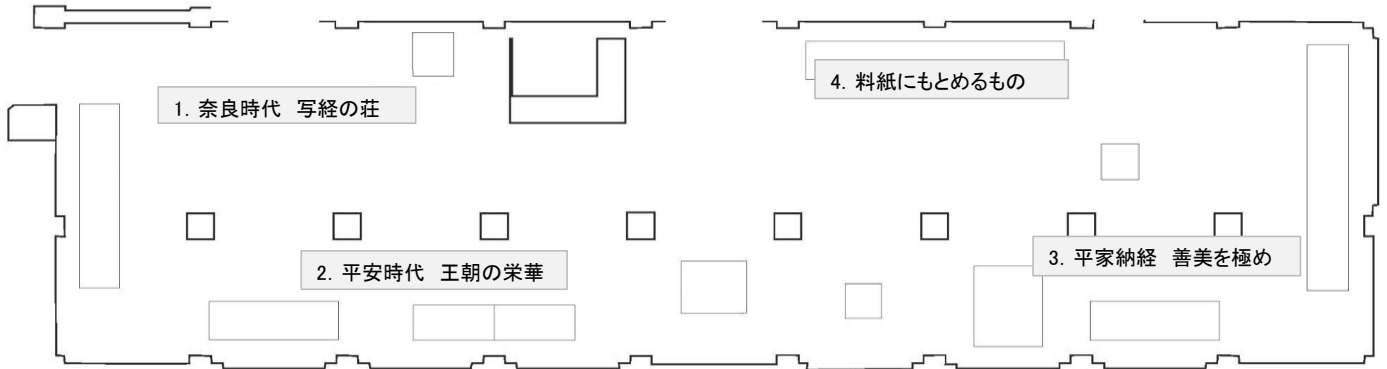 1. 奈良時代　写経の荘
2. 平安時代　王朝の栄華
3. 平家納経　善美を極め
4. 料紙にもとめるもの